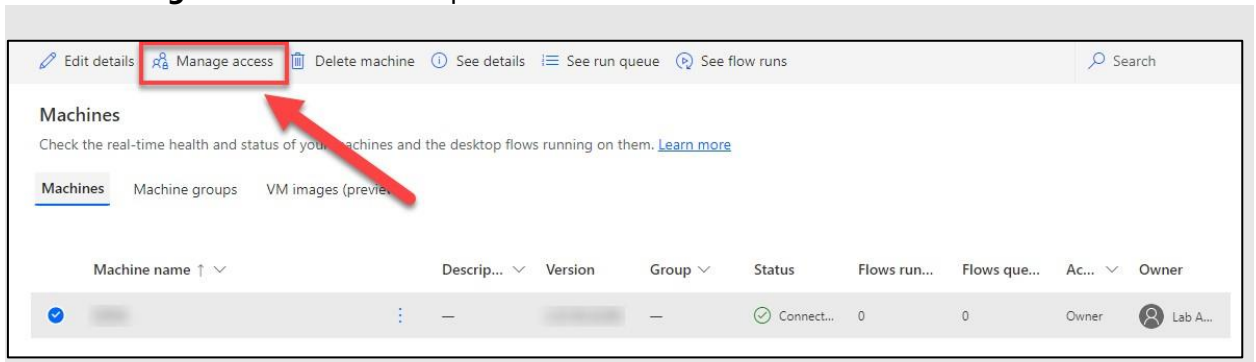 Edit details Manage access Delete machine See details See run queue See flow runs Search
Machines
Check the real-time health and status of your machines and the desktop flows running on them. Learn more
Machines Machine groups VM images (preview
Machine name ↑ Descrip... Version Group Status Flows run... Flows que... Ac... Owner
— — Connect... 0 0 Owner Lab A...